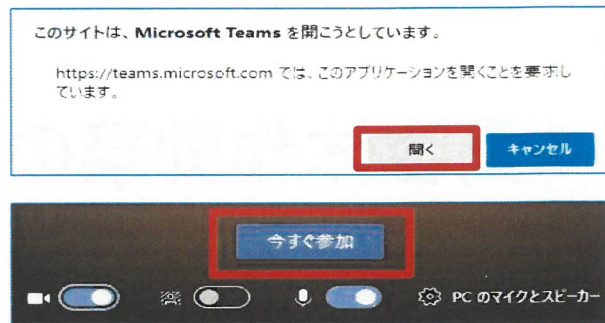 このサイトは、Microsoft Teams を開こうとしています。
https://teams.microsoft.com では、このアプリケーションを開くことを要求し
ています。
開く
キャンセル
今すぐ参加
PC のマイクとスピーカー